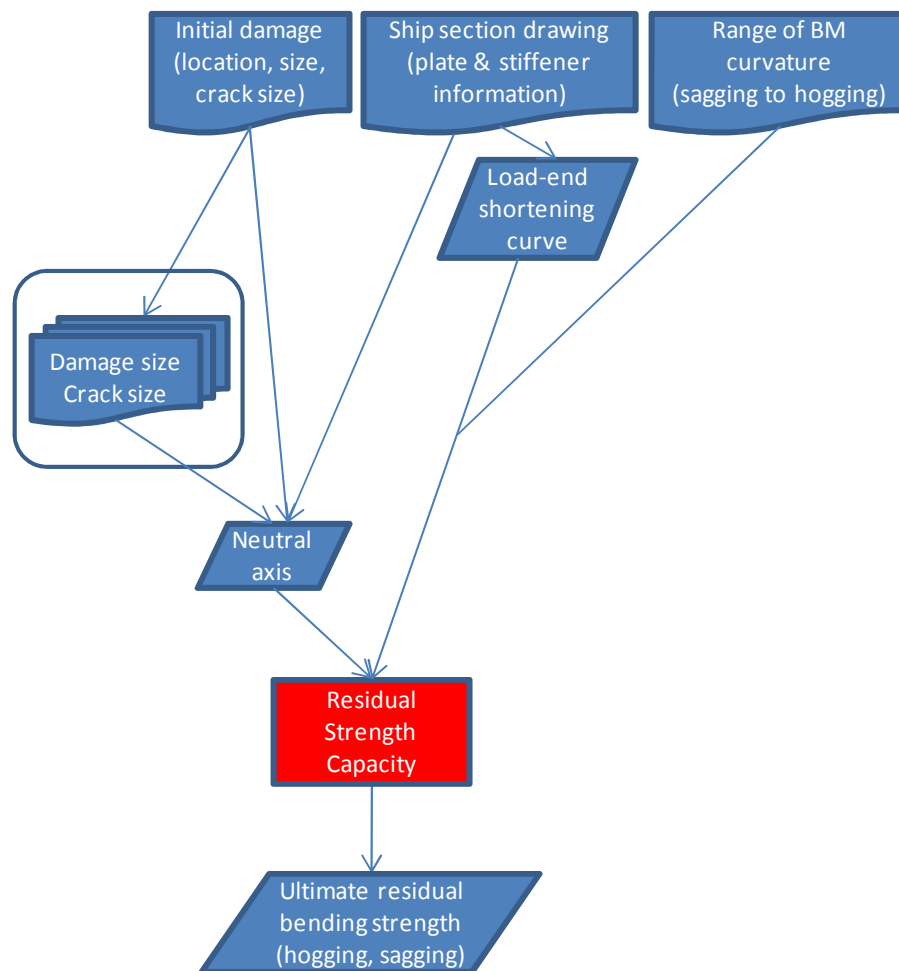 Initial damage
(location, size,
crack size)
Ship section drawing
(plate & stiffener
information)
Range of BM
curvature
(sagging to hogging)
Load-end
shortening
curve
Damage size
Crack size
Neutral
axis
Residual
Strength
Capacity
Ultimate residual
bending strength
(hogging, sagging)